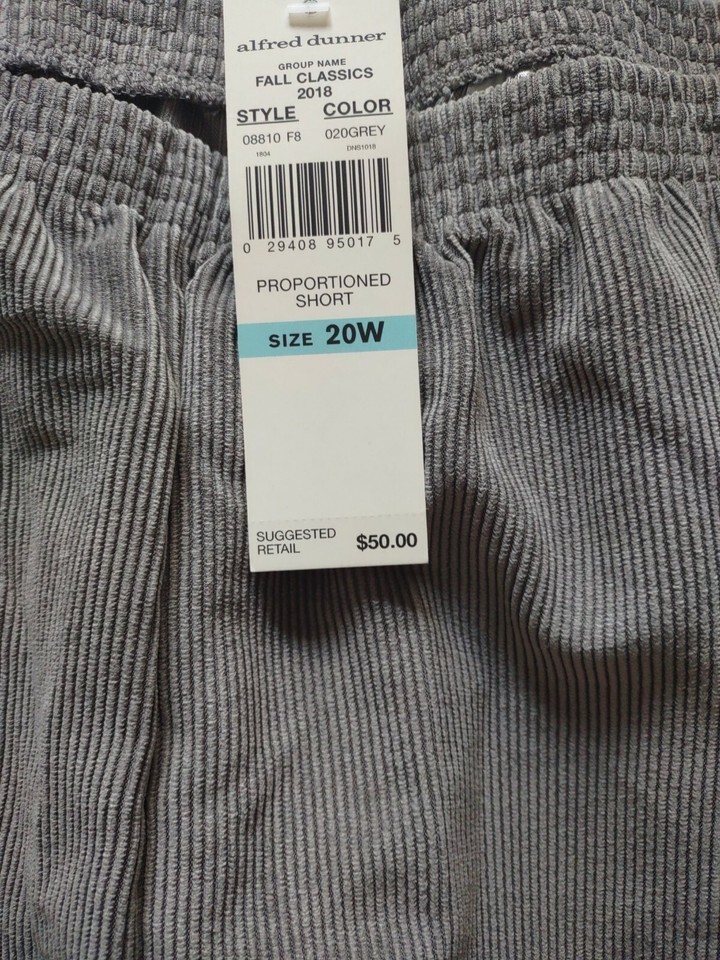 alfred dunner
GROUP NAME
FALL CLASSICS
2018
STYLE COLOR
08810 F8 020GREY
1804 DNS1018
0 29408 95017 5
PROPORTIONED
SHORT
SIZE 20W
SUGGESTED
RETAIL $50.00